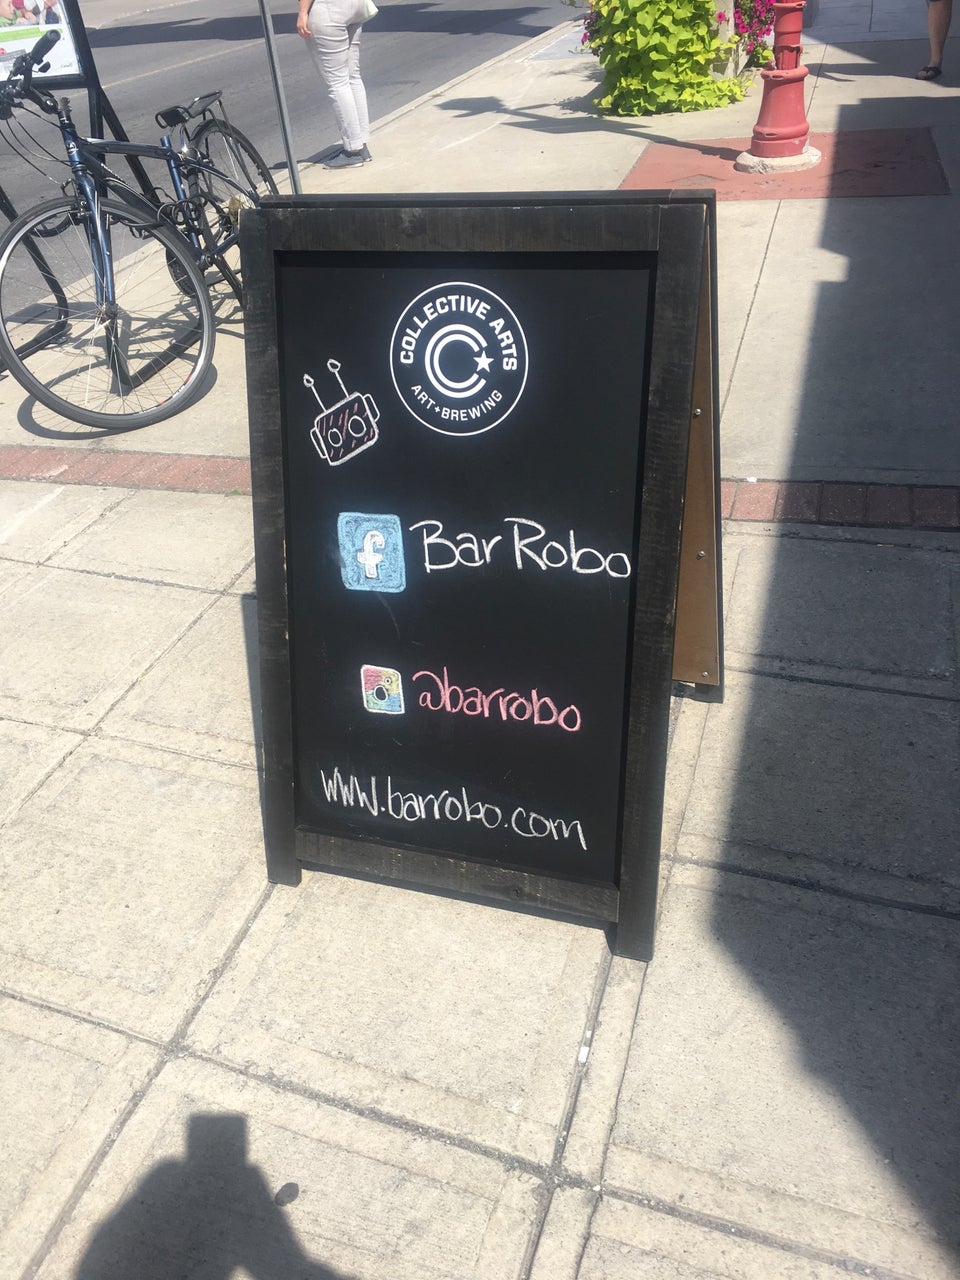 COLLECTIVE ARTS
ART + BREWING
f Bar Robo
@barrobo
www.barrobo.com